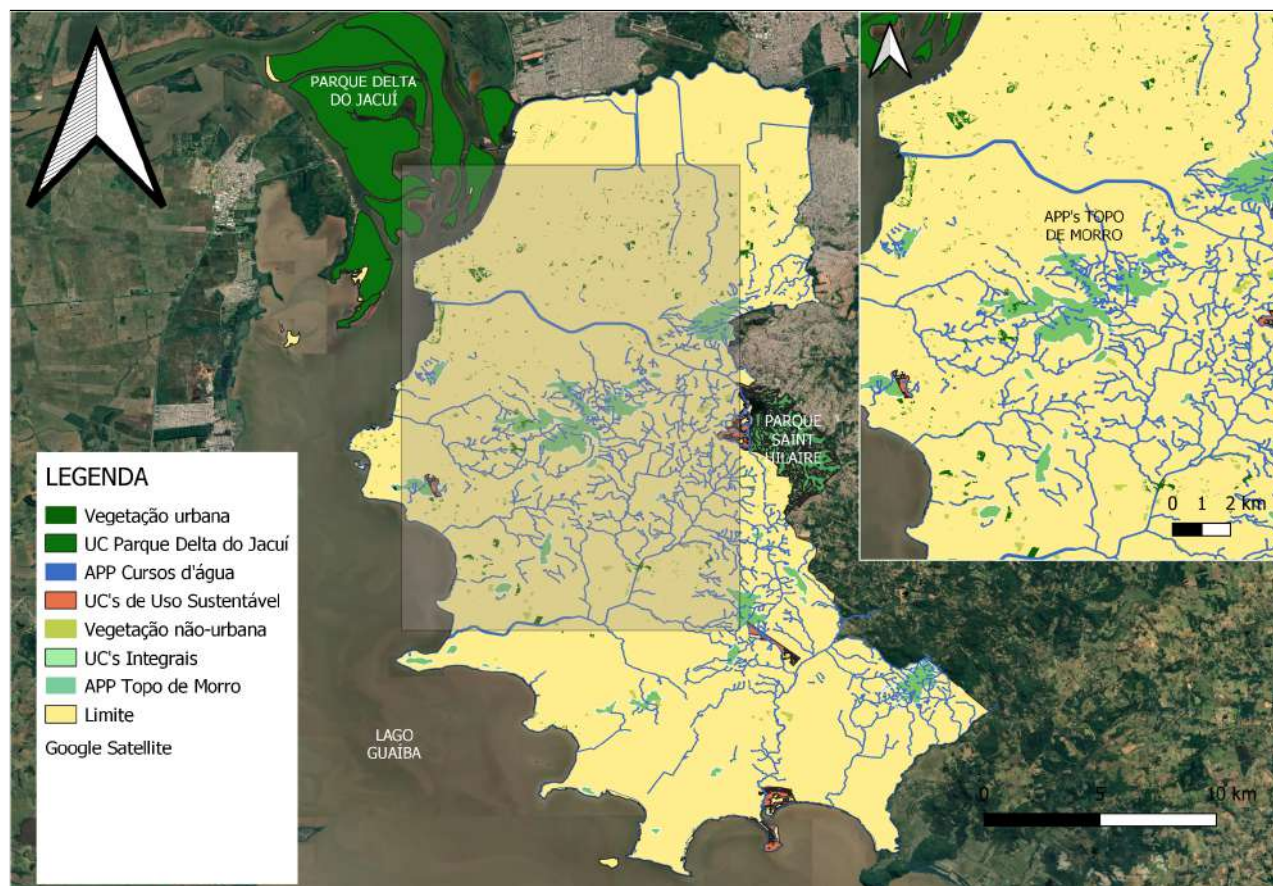 PARQUE DELTA
DO JACUÍ
APP's TOPO
DE MORRO
PARQUE
SAINT
HILAIRE
0 1 2 km
LEGENDA
Vegetação urbana
UC Parque Delta do Jacuí
APP Cursos d'água
UC's de Uso Sustentável
Vegetação não-urbana
UC's Integrais
APP Topo de Morro
Limite
Google Satellite
LAGO
GUAÍBA
0 5 10 km